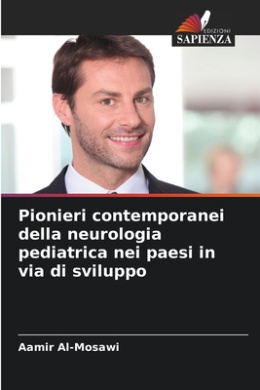 EDIZIONI
SAPIENZA
Pionieri contemporanei
della neurologia
pediatrica nei paesi in
via di sviluppo
Aamir Al-Mosawi